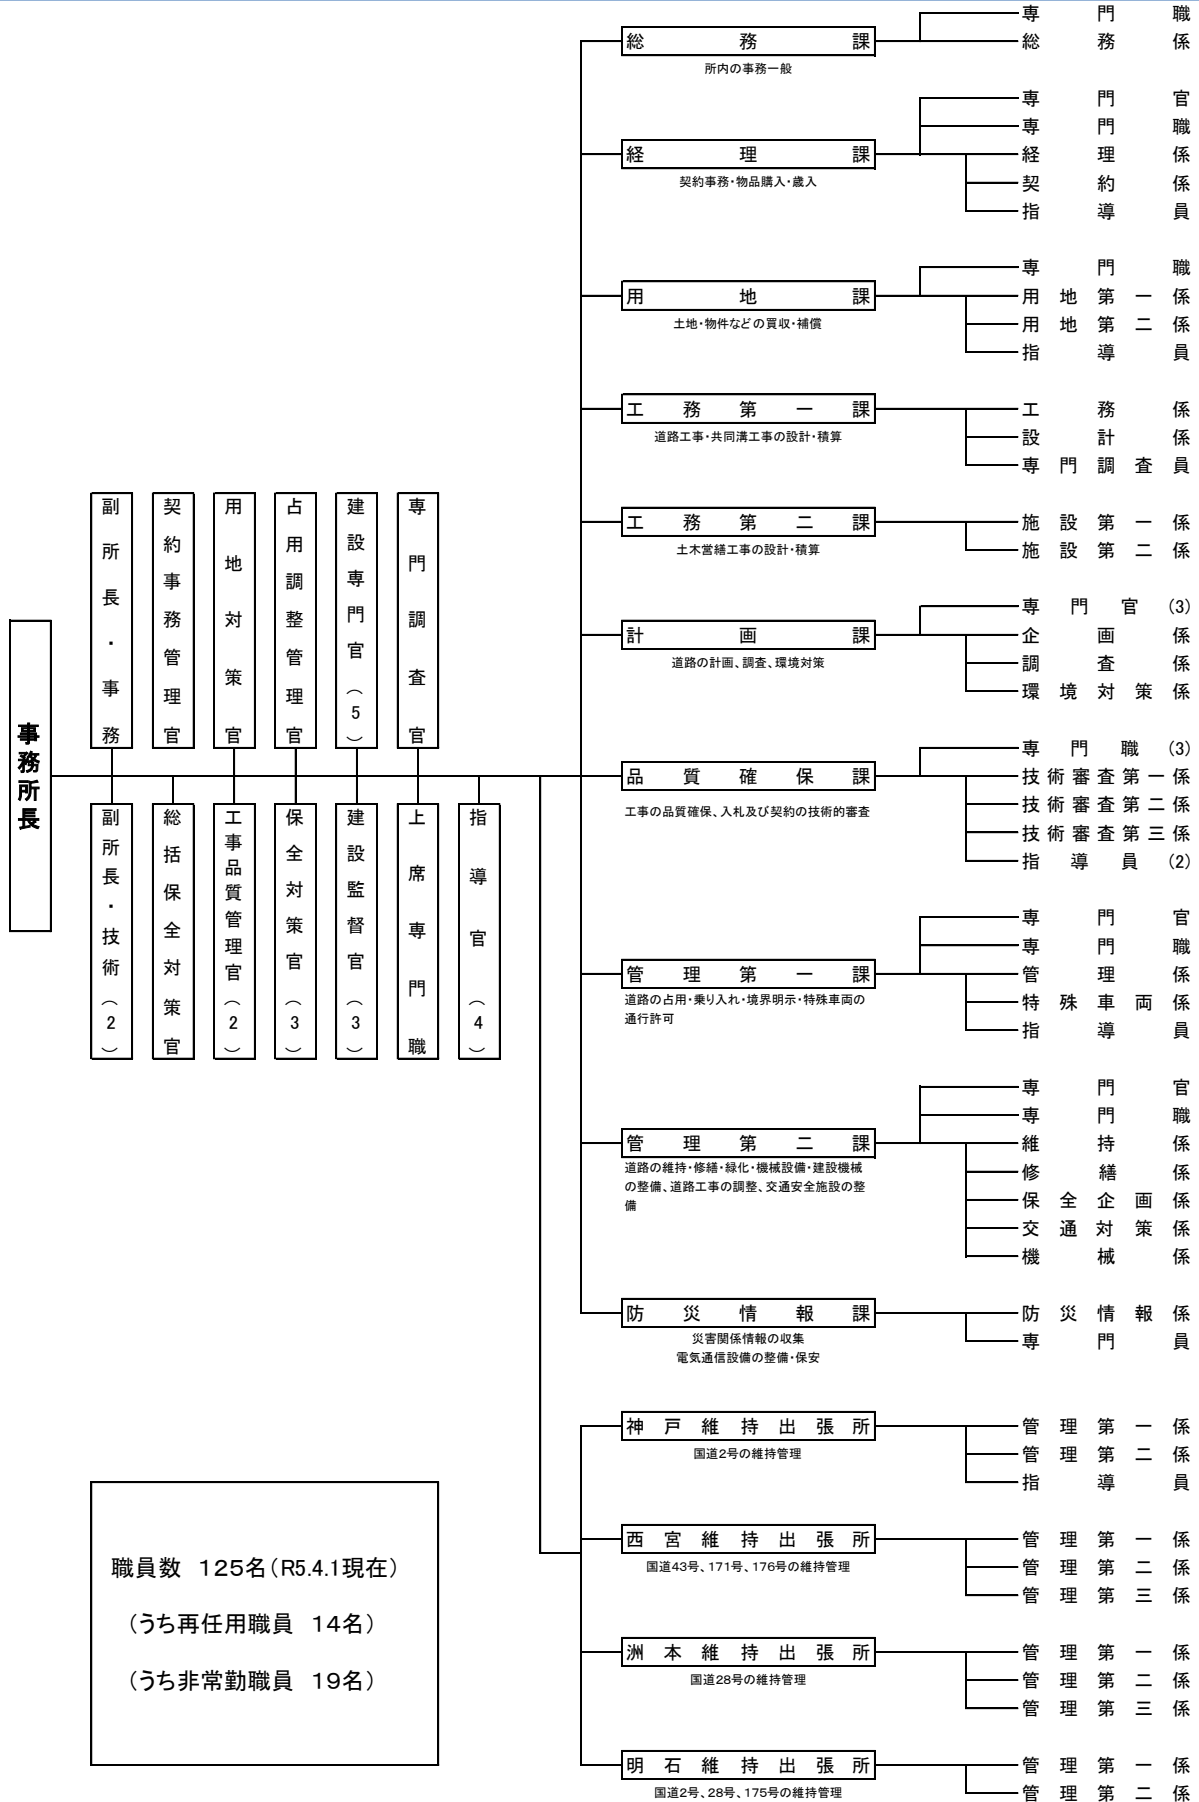 事務所長
副所長・事務
契約事務管理官
用地対策官
占用調整管理官
建設専門官（5）
専門調査官
副所長・技術（2）
総括保全対策官
工事品質管理官（2）
保全対策官（3）
建設監督官（3）
上席専門職
指導官（4）
総務課
所内の事務一般
専門職
総務係
経理課
契約事務・物品購入・歳入
専門官
専門職
経理係
契約係
指導員
用地課
土地・物件などの買収・補償
専門職
用地第一係
用地第二係
指導員
工務第一課
道路工事・共同溝工事の設計・積算
工務係
設計係
専門調査員
工務第二課
土木営繕工事の設計・積算
施設第一係
施設第二係
計画課
道路の計画、調査、環境対策
専門官(3)
企画係
調査係
環境対策係
品質確保課
工事の品質確保、入札及び契約の技術的審査
専門職(3)
技術審査第一係
技術審査第二係
技術審査第三係
指導員(2)
管理第一課
道路の占用・乗り入れ・境界明示・特殊車両の
通行許可
専門官
専門職
管理係
特殊車両係
指導員
管理第二課
道路の維持・修繕・緑化・機械設備・建設機械
の整備、道路工事の調整、交通安全施設の整
備
専門官
専門職
維持係
修繕係
保全企画係
交通対策係
機械係
防災情報課
災害関係情報の収集
電気通信設備の整備・保安
防災情報係
専門員
神戸維持出張所
国道2号の維持管理
管理第一係
管理第二係
指導員
西宮維持出張所
国道43号、171号、176号の維持管理
管理第一係
管理第二係
管理第三係
洲本維持出張所
国道28号の維持管理
管理第一係
管理第二係
管理第三係
明石維持出張所
国道2号、28号、175号の維持管理
管理第一係
管理第二係
職員数　125名（R5.4.1現在）
（うち再任用職員　14名）
（うち非常勤職員　19名）